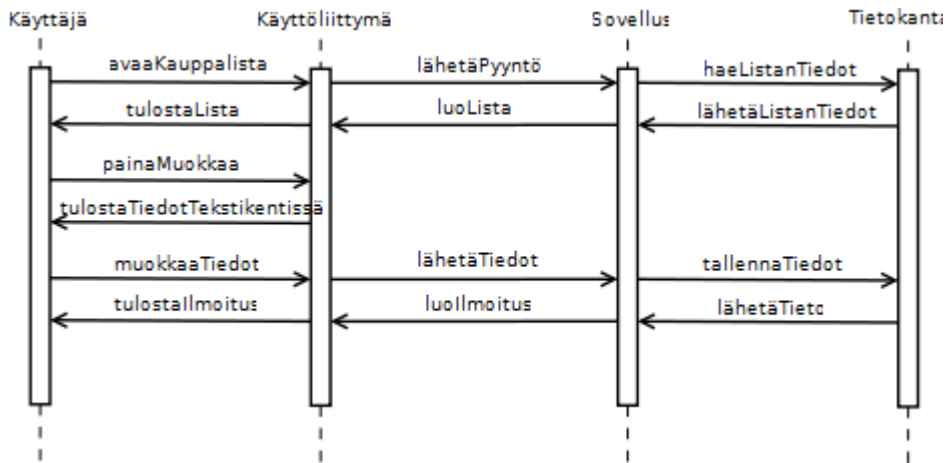 Käyttäjä Käyttöliittymä Sovellus Tietokanta
avaaKauppalista lähetäPyyntö haeListanTiedot
tulostaLista luoLista lähetäListanTiedot
painaMuokkaa
tulostaTiedotTekstikentissä
muokkaaTiedot lähetäTiedot tallennaTiedot
tulostaIlmoitus luoIlmoitus lähetäTieto